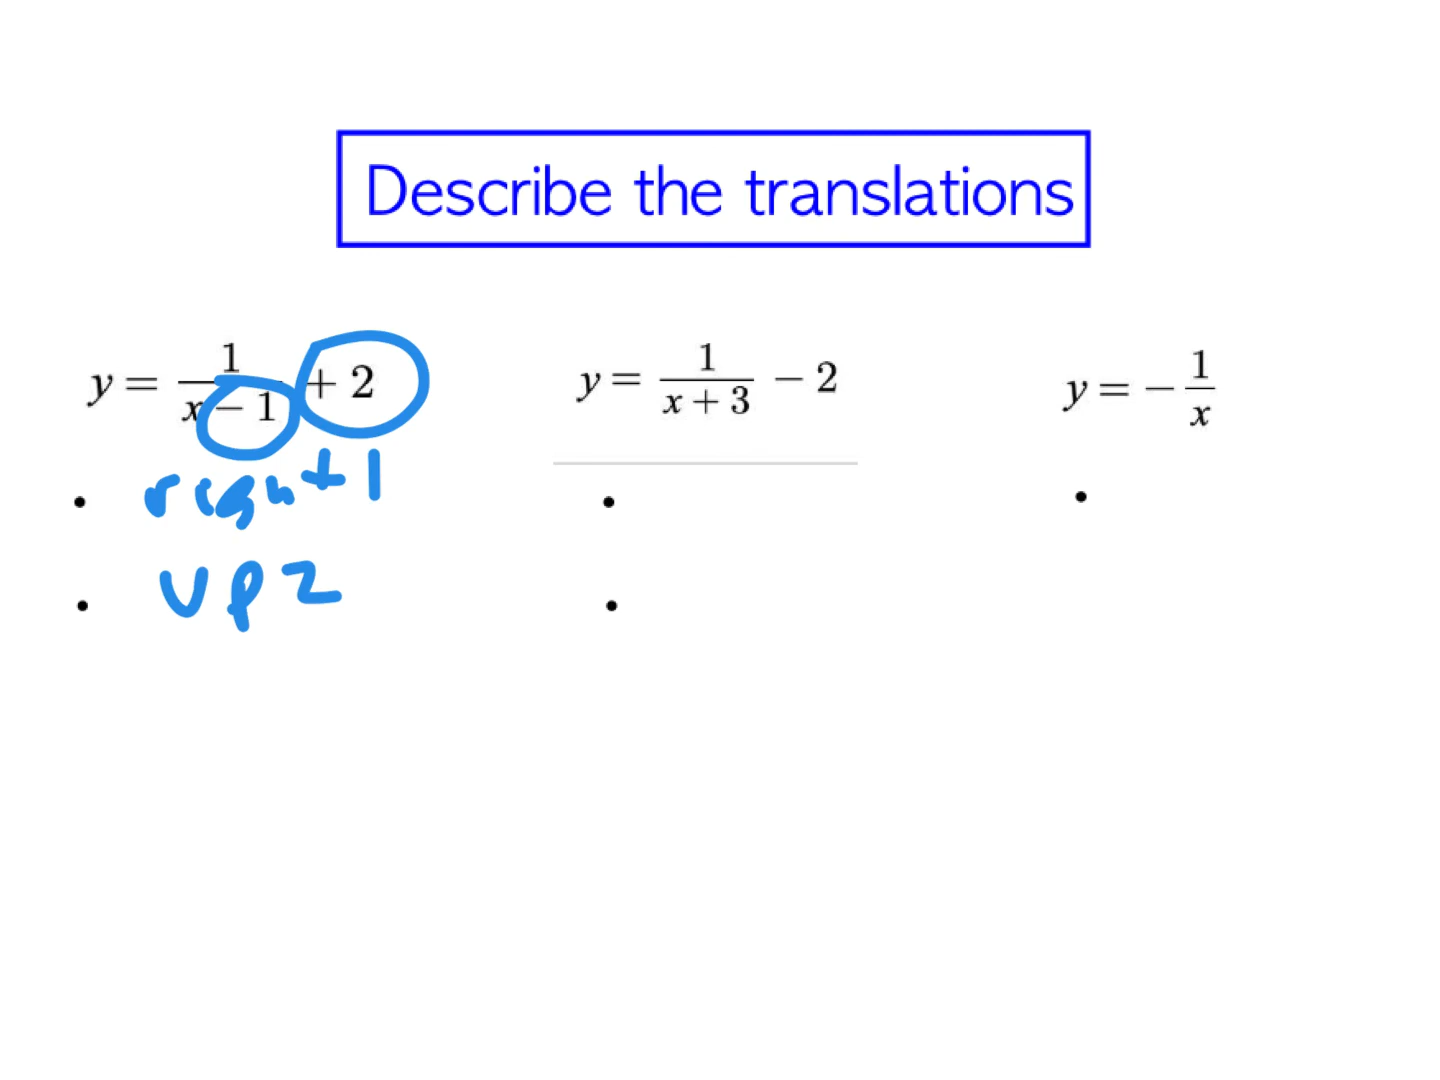 Describe the translations
y = 1/(x − 1) + 2
• right 1
• up 2
y = 1/(x + 3) − 2
•
•
y = − 1/x
•